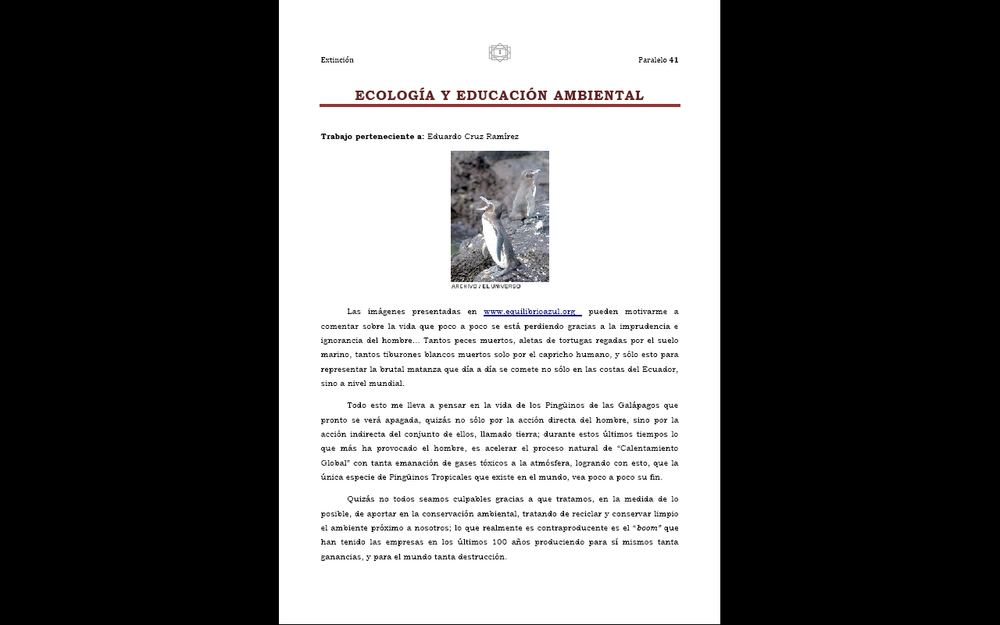 Extinción
1
Paralelo 41
ECOLOGÍA Y EDUCACIÓN AMBIENTAL
Trabajo perteneciente a: Eduardo Cruz Ramírez
ARCHIVO / EL UNIVERSO
Las imágenes presentadas en www.equilibrioazul.org pueden motivarme a
comentar sobre la vida que poco a poco se está perdiendo gracias a la imprudencia e
ignorancia del hombre... Tantos peces muertos, aletas de tortugas regadas por el suelo
marino, tantos tiburones blancos muertos solo por el capricho humano, y sólo esto para
representar la brutal matanza que día a día se comete no sólo en las costas del Ecuador,
sino a nivel mundial.
Todo esto me lleva a pensar en la vida de los Pingüinos de las Galápagos que
pronto se verá apagada, quizás no sólo por la acción directa del hombre, sino por la
acción indirecta del conjunto de ellos, llamado tierra; durante estos últimos tiempos lo
que más ha provocado el hombre, es acelerar el proceso natural de “Calentamiento
Global” con tanta emanación de gases tóxicos a la atmósfera, logrando con esto, que la
única especie de Pingüinos Tropicales que existe en el mundo, vea poco a poco su fin.
Quizás no todos seamos culpables gracias a que tratamos, en la medida de lo
posible, de aportar en la conservación ambiental, tratando de reciclar y conservar limpio
el ambiente próximo a nosotros; lo que realmente es contraproducente es el “boom” que
han tenido las empresas en los últimos 100 años produciendo para sí mismos tanta
ganancias, y para el mundo tanta destrucción.